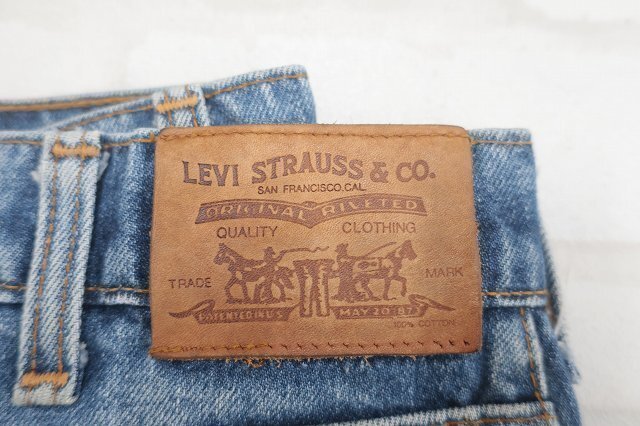 LEVI STRAUSS & CO.
SAN FRANCISCO, CAL.
ORIGINAL RIVETED
QUALITY CLOTHING
TRADE MARK
PATENTED IN U.S. MAY 20 1873
100% COTTON